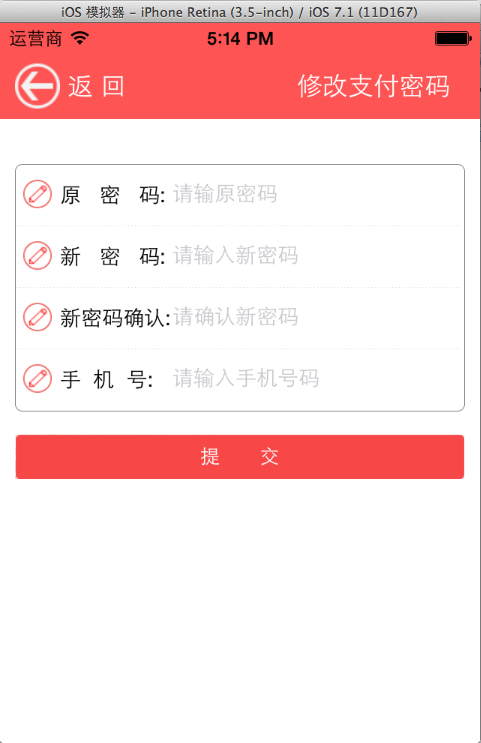 iOS 模拟器 - iPhone Retina (3.5-inch) / iOS 7.1 (11D167)
运营商 5:14 PM
返 回 修改支付密码
原 密 码: 请输原密码
新 密 码: 请输入新密码
新密码确认: 请确认新密码
手 机 号: 请输入手机号码
提 交